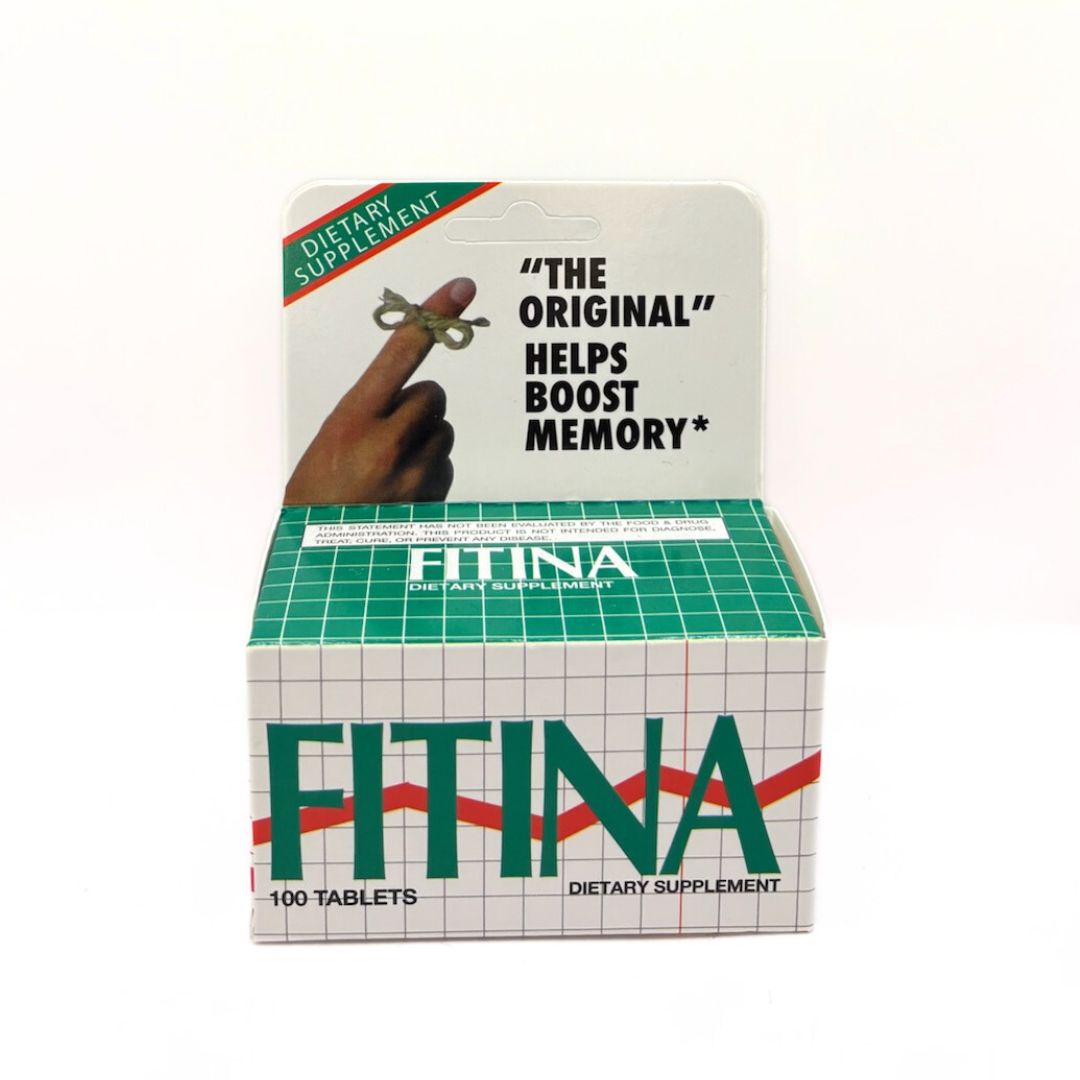 DIETARY
SUPPLEMENT
“THE
ORIGINAL”
HELPS
BOOST
MEMORY*
THIS STATEMENT HAS NOT BEEN EVALUATED BY THE FOOD & DRUG
ADMINISTRATION. THIS PRODUCT IS NOT INTENDED FOR DIAGNOSE,
TREAT, CURE, OR PREVENT ANY DISEASE.
FITINA
DIETARY SUPPLEMENT
FITINA
100 TABLETS
DIETARY SUPPLEMENT